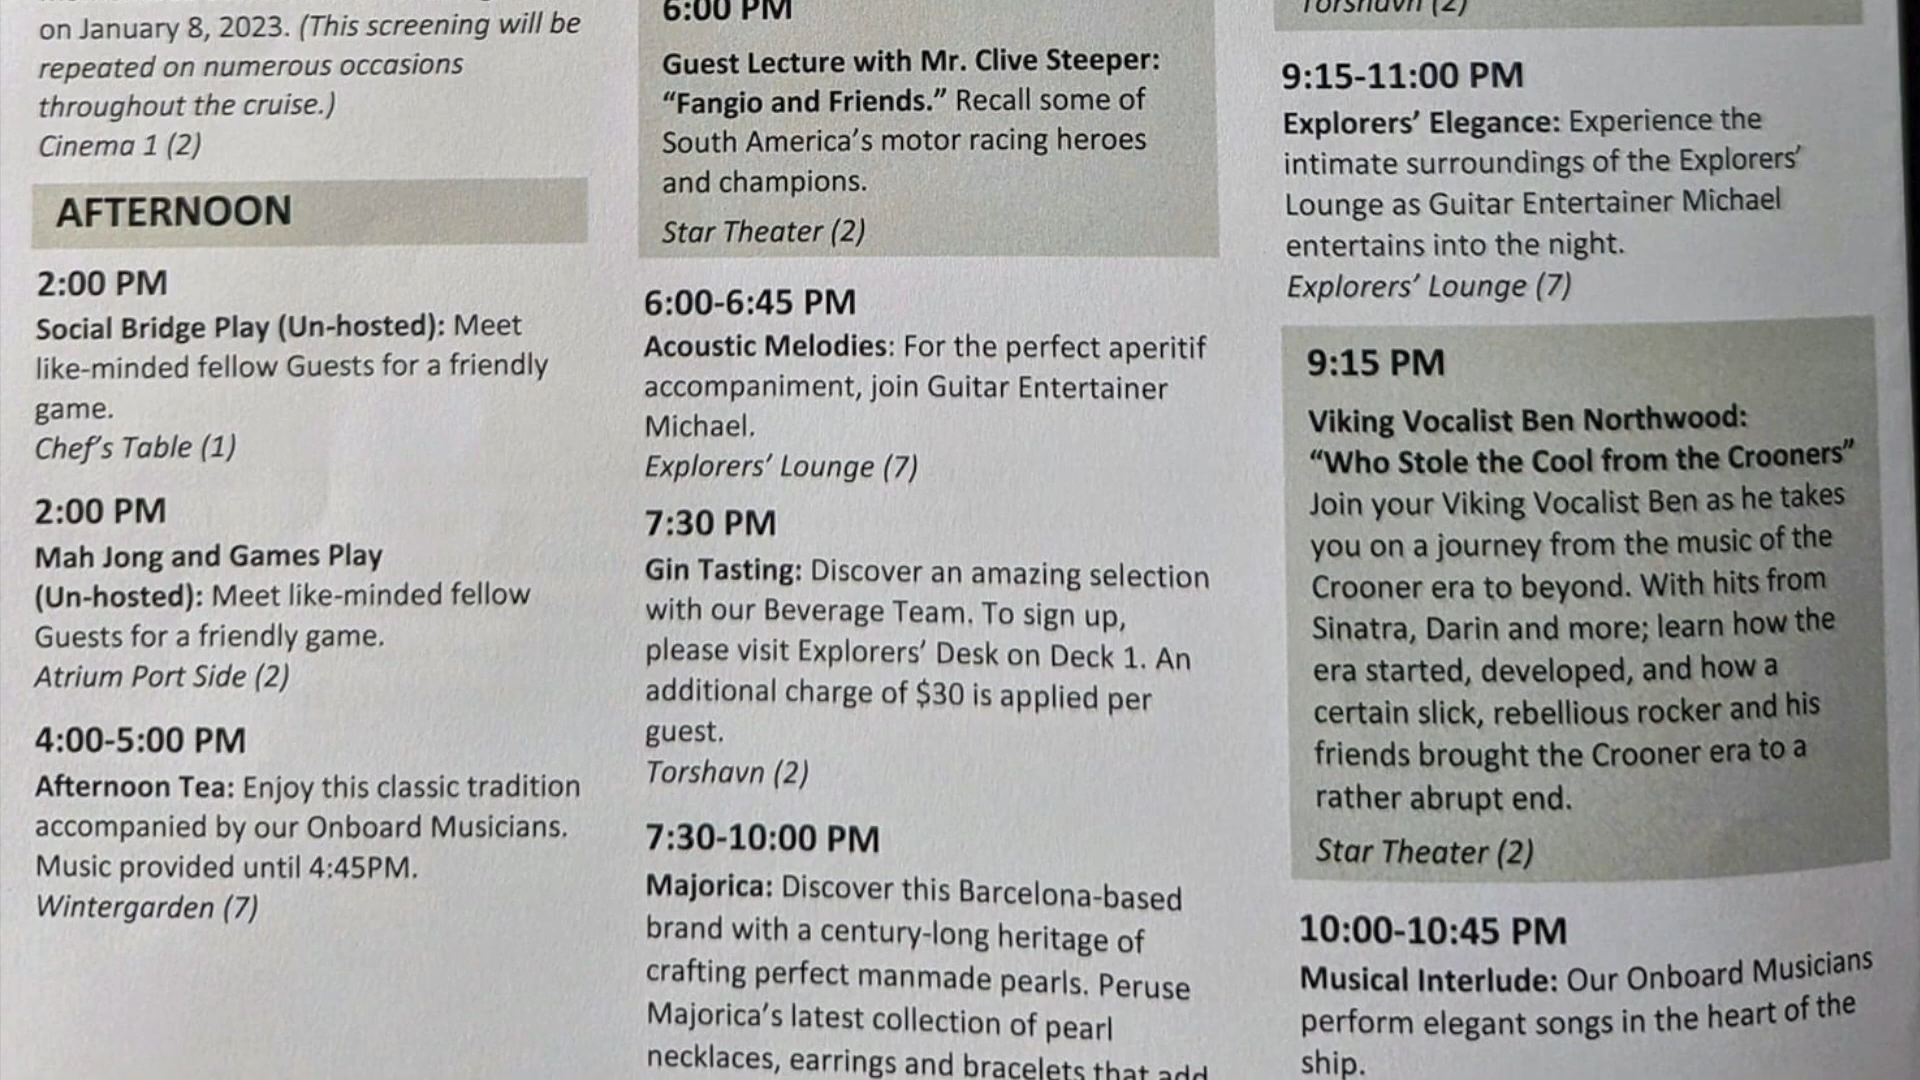 on January 8, 2023. (This screening will be
repeated on numerous occasions
throughout the cruise.)
Cinema 1 (2)
AFTERNOON
2:00 PM
Social Bridge Play (Un-hosted): Meet
like-minded fellow Guests for a friendly
game.
Chef's Table (1)
2:00 PM
Mah Jong and Games Play
(Un-hosted): Meet like-minded fellow
Guests for a friendly game.
Atrium Port Side (2)
4:00-5:00 PM
Afternoon Tea: Enjoy this classic tradition
accompanied by our Onboard Musicians.
Music provided until 4:45PM.
Wintergarden (7)
6:00 PM
Guest Lecture with Mr. Clive Steeper:
“Fangio and Friends.” Recall some of
South America's motor racing heroes
and champions.
Star Theater (2)
6:00-6:45 PM
Acoustic Melodies: For the perfect aperitif
accompaniment, join Guitar Entertainer
Michael.
Explorers' Lounge (7)
7:30 PM
Gin Tasting: Discover an amazing selection
with our Beverage Team. To sign up,
please visit Explorers' Desk on Deck 1. An
additional charge of $30 is applied per
guest.
Torshavn (2)
7:30-10:00 PM
Majorica: Discover this Barcelona-based
brand with a century-long heritage of
crafting perfect manmade pearls. Peruse
Majorica's latest collection of pearl
necklaces, earrings and bracelets that add
Torshavn (2)
9:15-11:00 PM
Explorers' Elegance: Experience the
intimate surroundings of the Explorers'
Lounge as Guitar Entertainer Michael
entertains into the night.
Explorers' Lounge (7)
9:15 PM
Viking Vocalist Ben Northwood:
“Who Stole the Cool from the Crooners”
Join your Viking Vocalist Ben as he takes
you on a journey from the music of the
Crooner era to beyond. With hits from
Sinatra, Darin and more; learn how the
era started, developed, and how a
certain slick, rebellious rocker and his
friends brought the Crooner era to a
rather abrupt end.
Star Theater (2)
10:00-10:45 PM
Musical Interlude: Our Onboard Musicians
perform elegant songs in the heart of the
ship.